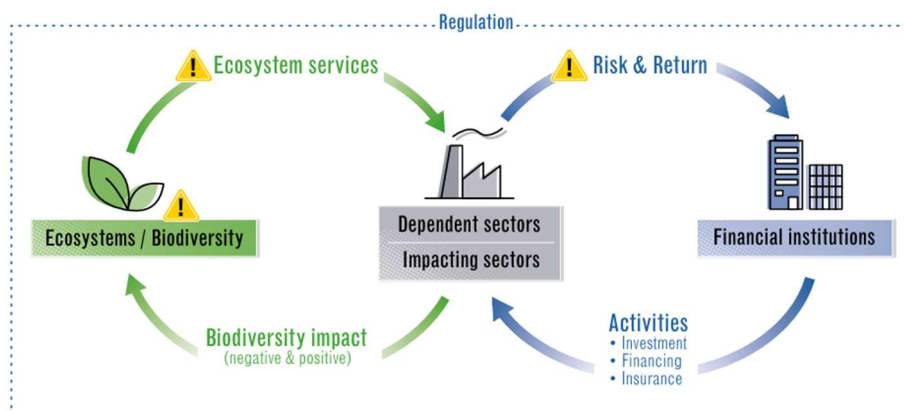 Regulation
Ecosystem services
Risk & Return
Ecosystems / Biodiversity
Dependent sectors
Impacting sectors
Financial institutions
Biodiversity impact
(negative & positive)
Activities
• Investment
• Financing
• Insurance